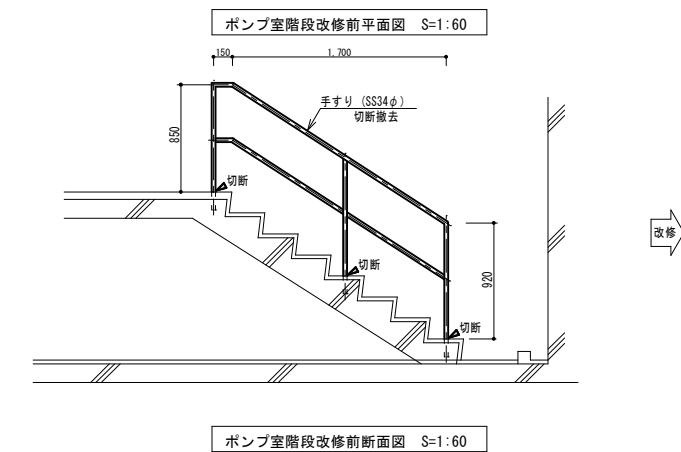 ポンプ室階段改修前平面図 S=1:60
150
1,700
手すり (SS34φ)
切断撤去
850
切断
改修
切断
920
切断
ポンプ室階段改修前断面図 S=1:60